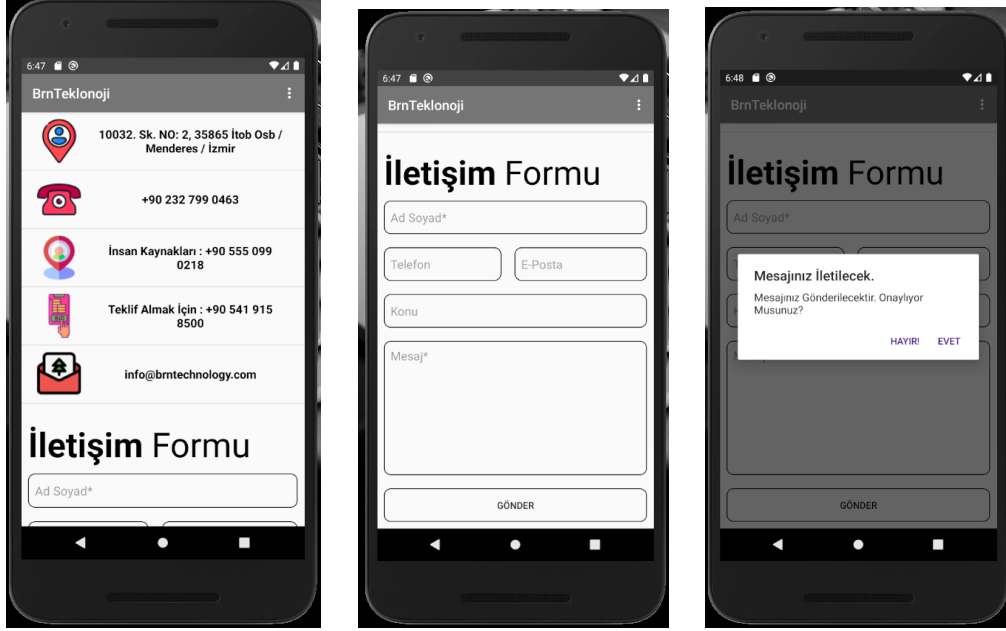 6:47
BrnTeklonoji
10032. Sk. NO: 2, 35865 İtob Osb /
Menderes / İzmir
+90 232 799 0463
İnsan Kaynakları : +90 555 099
0218
Teklif Almak İçin : +90 541 915
8500
info@brntechnology.com
İletişim Formu
Ad Soyad*
6:47
BrnTeklonoji
İletişim Formu
Ad Soyad*
Telefon
E-Posta
Konu
Mesaj*
GÖNDER
6:48
BrnTeklonoji
İletişim Formu
Ad Soyad*
Mesajınız İletilecek.
Mesajınız Gönderilecektir. Onaylıyor
Musunuz?
HAYIR!
EVET
GÖNDER